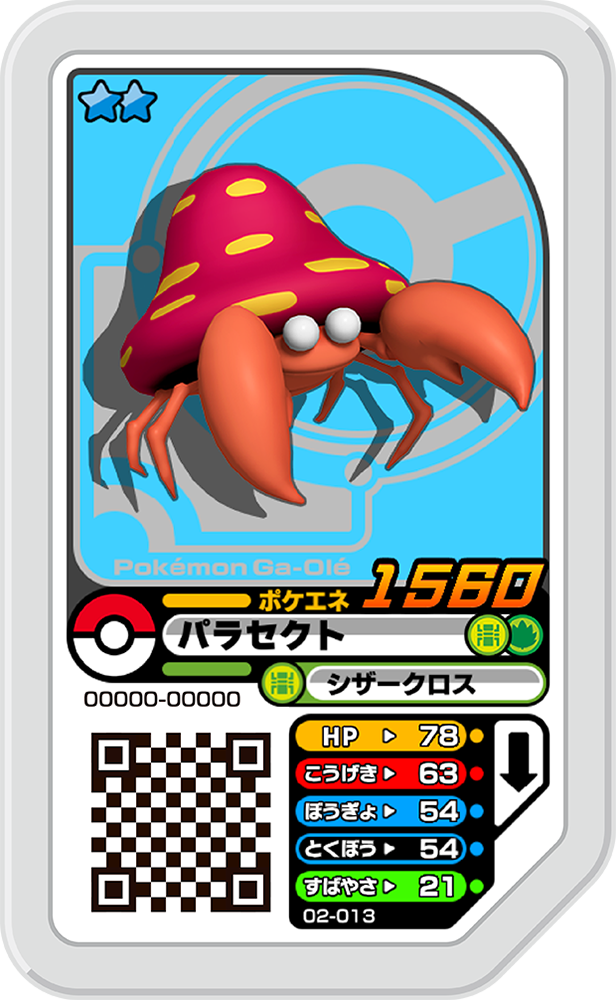 Pokémon Ga-Olé
ポケエネ 1560
パラセクト
シザークロス
00000-00000
HP ▶ 78
こうげき ▶ 63
ぼうぎょ ▶ 54
とくぼう ▶ 54
すばやさ ▶ 21
02-013